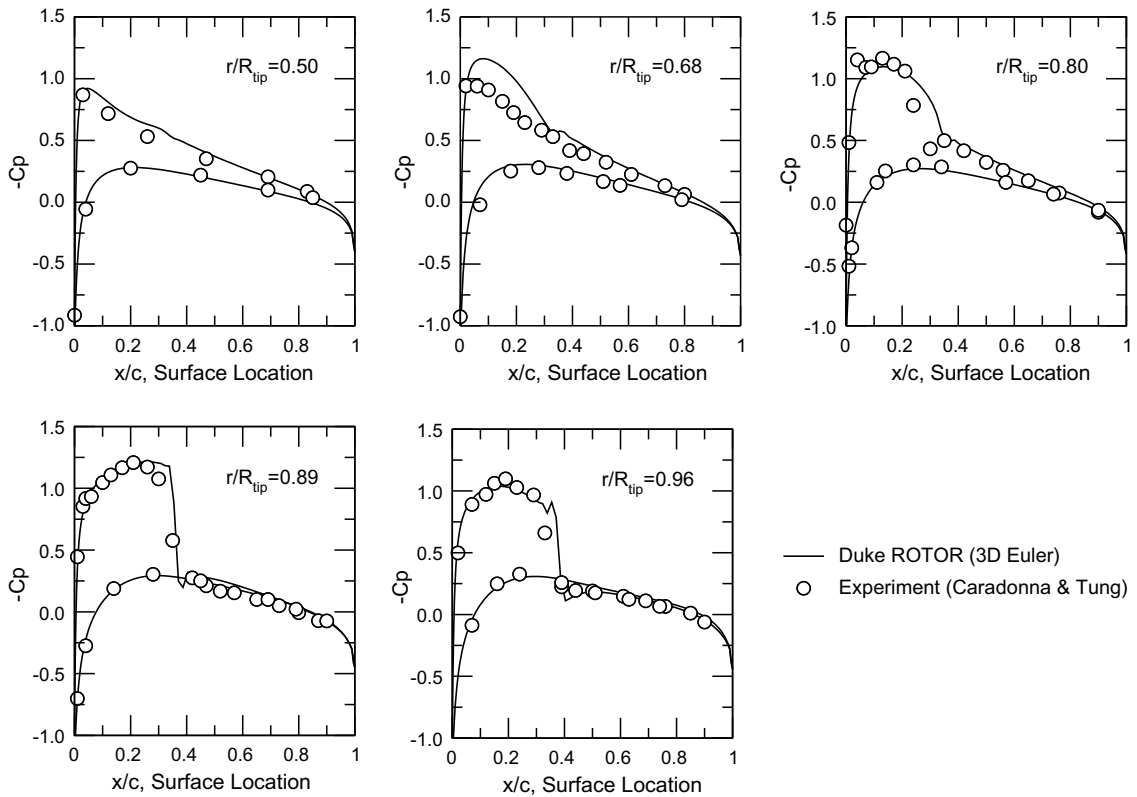 1.5
1.0
0.5
0.0
-0.5
-1.0
-Cp
r/Rtip=0.50
0 0.2 0.4 0.6 0.8 1
x/c, Surface Location
1.5
1.0
0.5
0.0
-0.5
-1.0
-Cp
r/Rtip=0.68
0 0.2 0.4 0.6 0.8 1
x/c, Surface Location
1.5
1.0
0.5
0.0
-0.5
-1.0
-Cp
r/Rtip=0.80
0 0.2 0.4 0.6 0.8 1
x/c, Surface Location
1.5
1.0
0.5
0.0
-0.5
-1.0
-Cp
r/Rtip=0.89
0 0.2 0.4 0.6 0.8 1
x/c, Surface Location
1.5
1.0
0.5
0.0
-0.5
-1.0
-Cp
r/Rtip=0.96
0 0.2 0.4 0.6 0.8 1
x/c, Surface Location
Duke ROTOR (3D Euler)
Experiment (Caradonna & Tung)